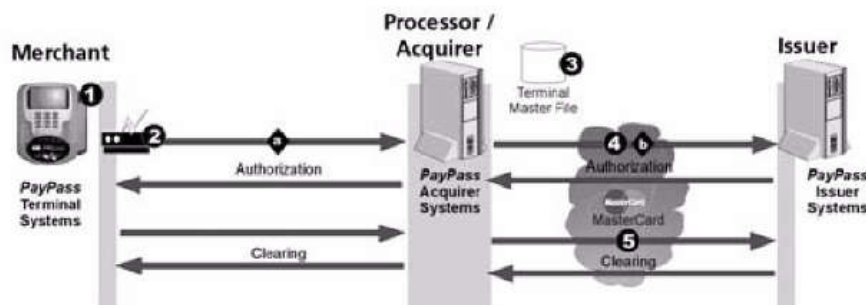 Merchant
Processor /
Acquirer
Issuer
1
2
3
Terminal
Master File
a
4
b
Authorization
Authorization
PayPass
Terminal
Systems
PayPass
Acquirer
Systems
PayPass
Issuer
Systems
MasterCard
MasterCard
5
Clearing
Clearing